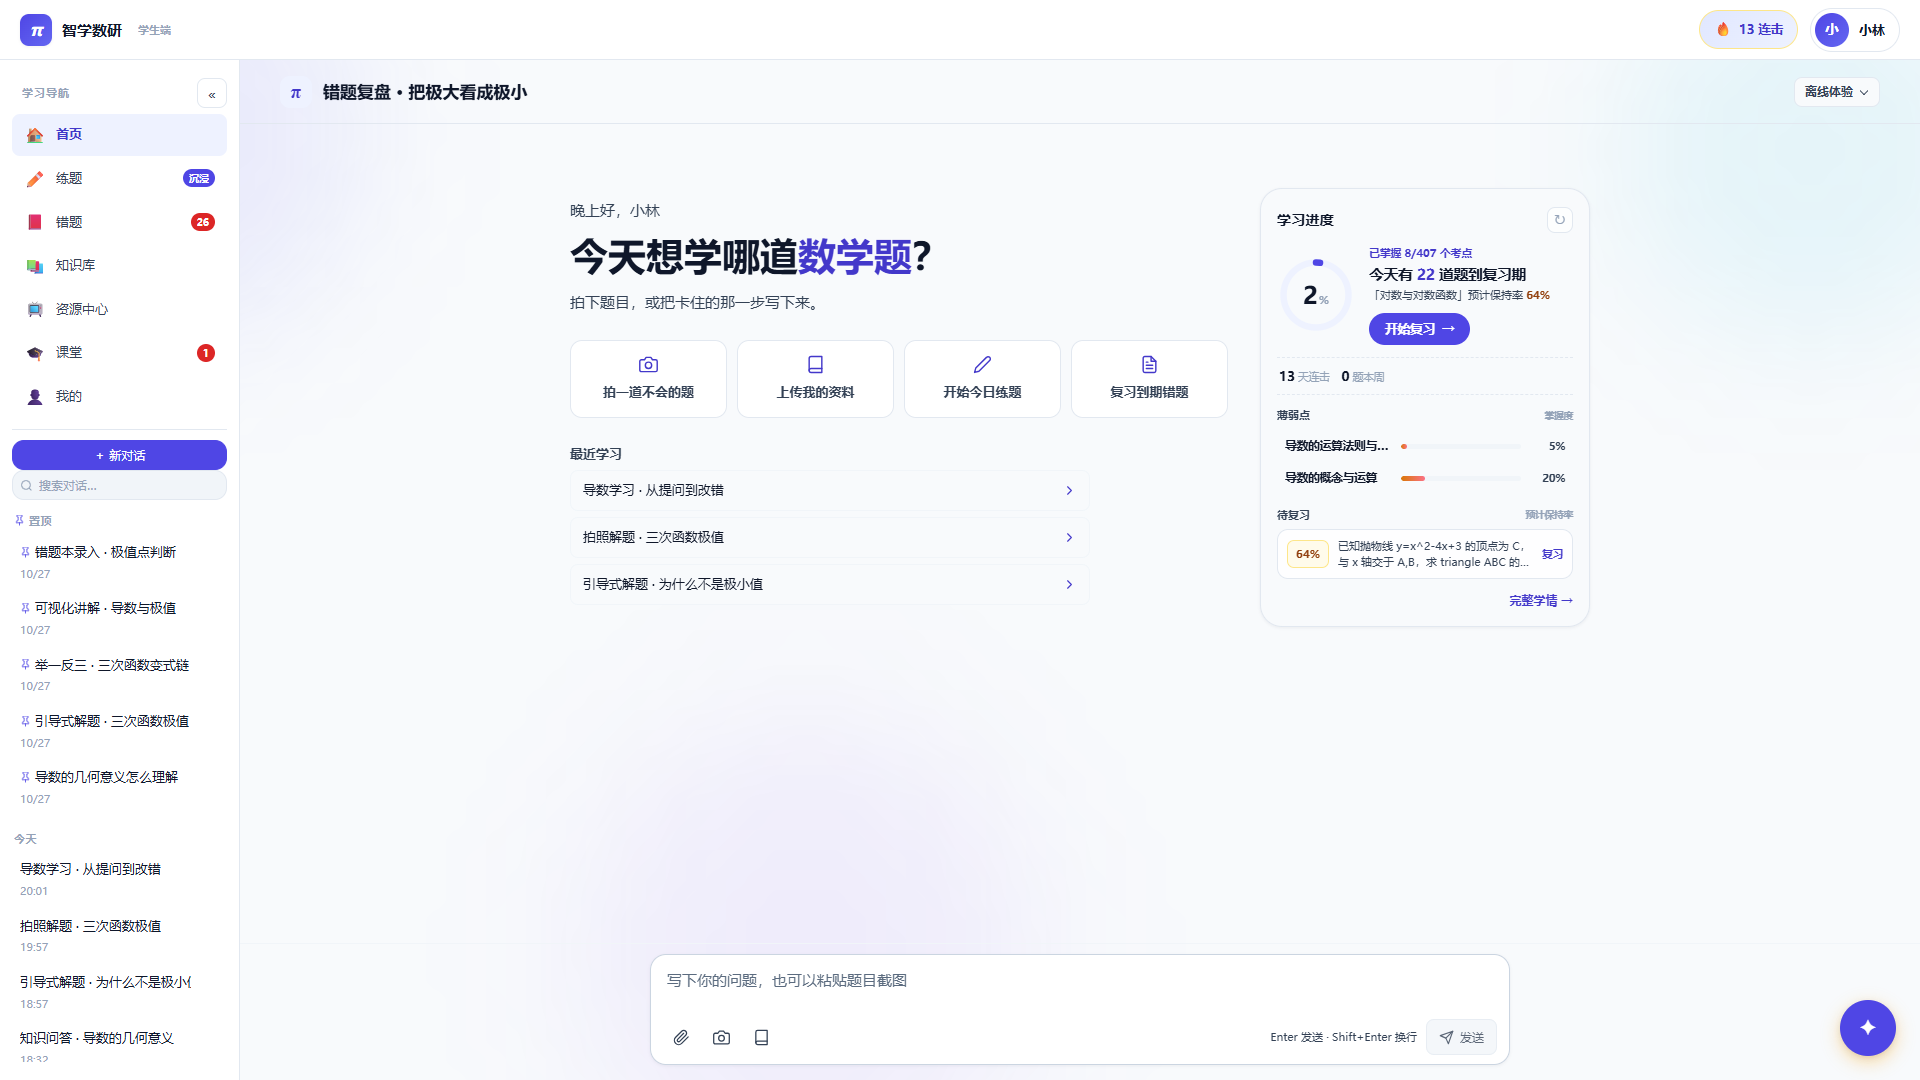 π 智学数研 学生端
13 连击
小 小林
学习导航 «
首页
练题 沉浸
错题 26
知识库
资源中心
课堂 1
我的
+ 新对话
搜索对话...
置顶
错题本录入 · 极值点判断
10/27
可视化讲解 · 导数与极值
10/27
举一反三 · 三次函数变式链
10/27
引导式解题 · 三次函数极值
10/27
导数的几何意义怎么理解
10/27
今天
导数学习 · 从提问到改错
20:01
拍照解题 · 三次函数极值
19:57
引导式解题 · 为什么不是极小
18:57
知识问答 · 导数的几何意义
18:32
π 错题复盘 • 把极大看成极小
离线体验
晚上好，小林
今天想学哪道数学题？
拍下题目，或把卡住的那一步写下来。
拍一道不会的题
上传我的资料
开始今日练题
复习到期错题
最近学习
导数学习 · 从提问到改错
拍照解题 · 三次函数极值
引导式解题 · 为什么不是极小值
学习进度 ↻
2%
已掌握 8/407 个考点
今天有 22 道题到复习期
「对数与对数函数」预计保持率 64%
开始复习 →
13 天连击 0 题本周
薄弱点 掌握度
导数的运算法则与... 5%
导数的概念与运算 20%
待复习 预计保持率
64%
已知抛物线 y=x^2-4x+3 的顶点为 C，
与 x 轴交于 A,B，求 triangle ABC 的...
复习
完整学情 →
写下你的问题，也可以粘贴题目截图
Enter 发送 · Shift+Enter 换行
发送